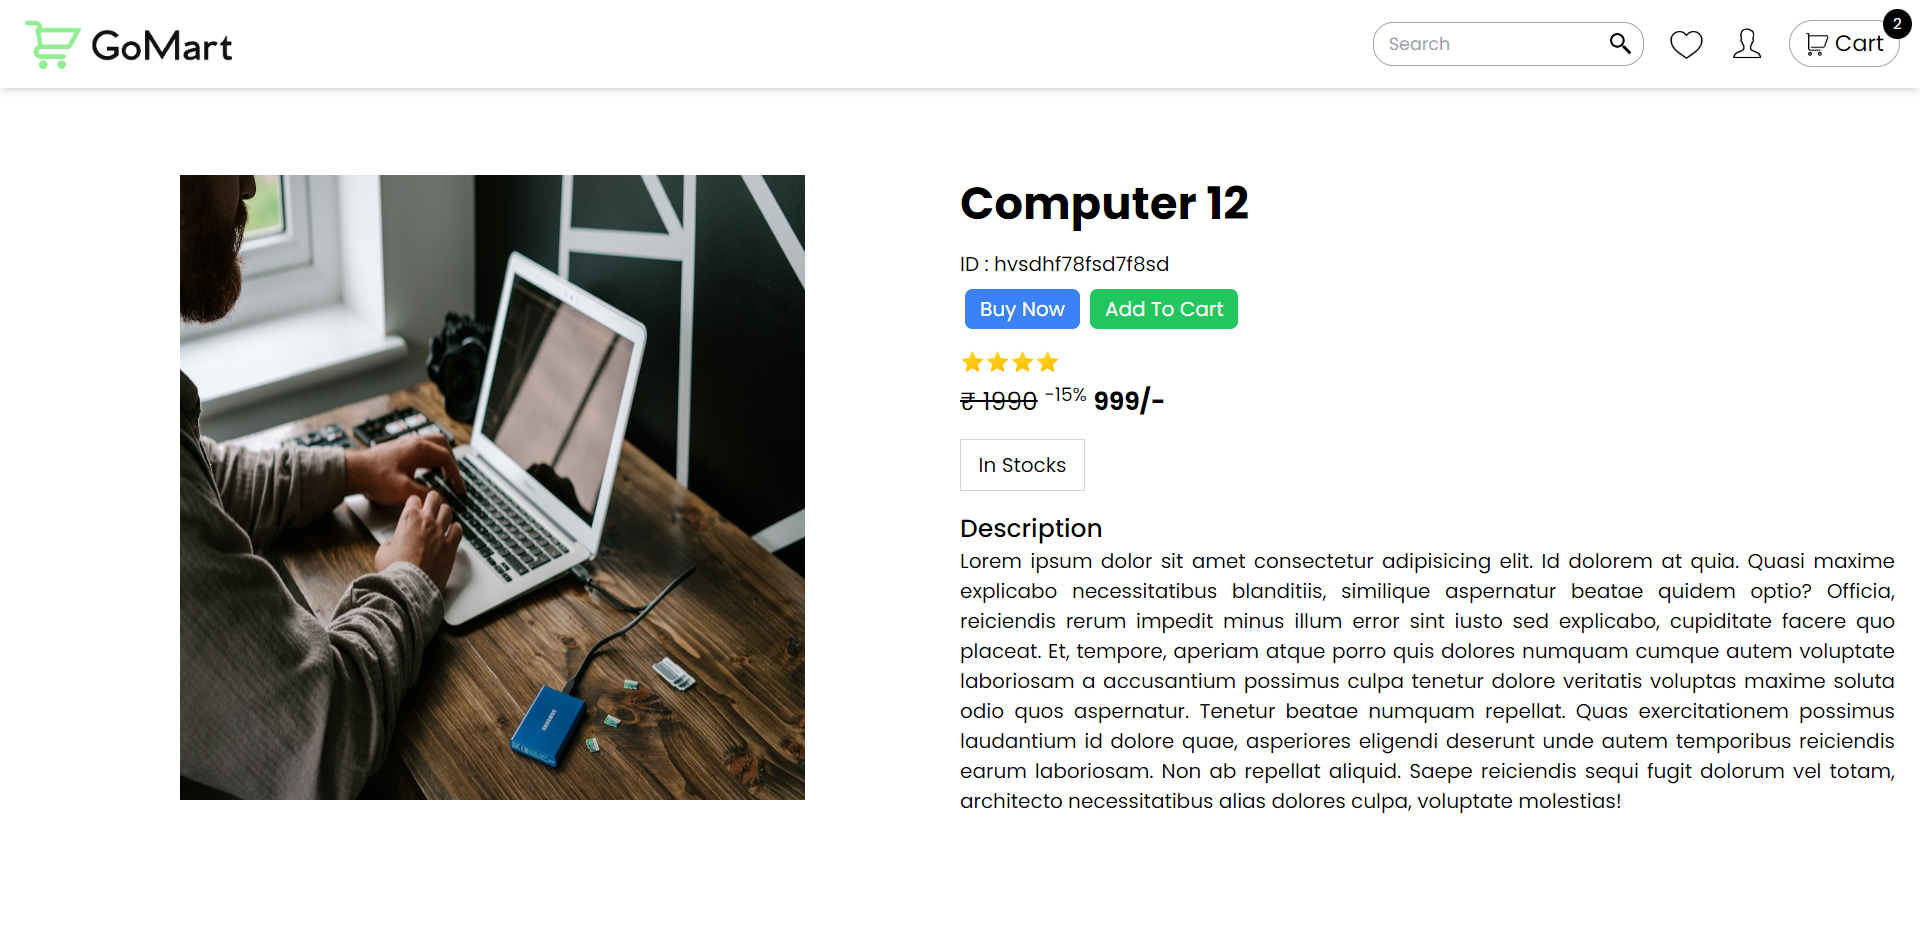 GoMart
Search
Cart
2
Computer 12
ID : hvsdhf78fsd7f8sd
Buy Now
Add To Cart
₹ 1990 -15% 999/-
In Stocks
Description
Lorem ipsum dolor sit amet consectetur adipisicing elit. Id dolorem at quia. Quasi maxime
explicabo necessitatibus blanditiis, similique aspernatur beatae quidem optio? Officia,
reiciendis rerum impedit minus illum error sint iusto sed explicabo, cupiditate facere quo
placeat. Et, tempore, aperiam atque porro quis dolores numquam cumque autem voluptate
laboriosam a accusantium possimus culpa tenetur dolore veritatis voluptas maxime soluta
odio quos aspernatur. Tenetur beatae numquam repellat. Quas exercitationem possimus
laudantium id dolore quae, asperiores eligendi deserunt unde autem temporibus reiciendis
earum laboriosam. Non ab repellat aliquid. Saepe reiciendis sequi fugit dolorum vel totam,
architecto necessitatibus alias dolores culpa, voluptate molestias!
SAMSUNG